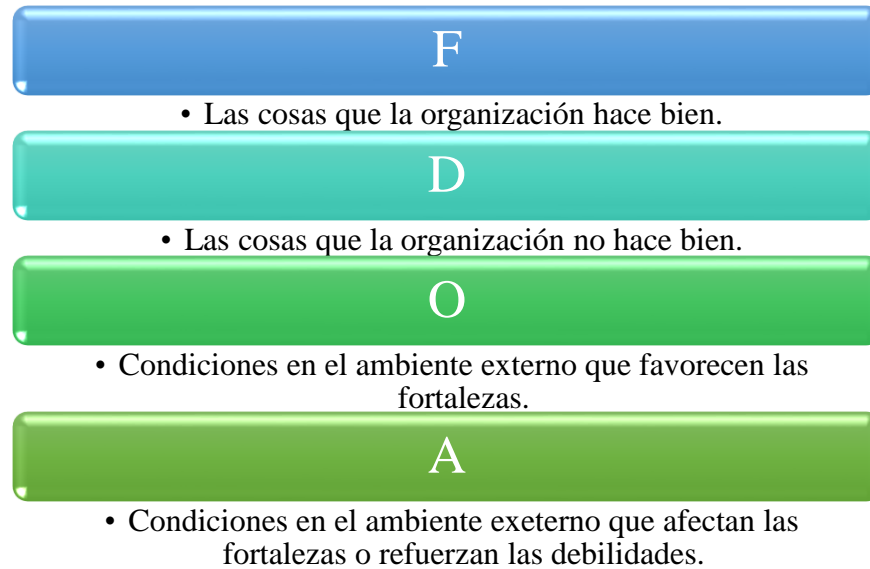 F
• Las cosas que la organización hace bien.
D
• Las cosas que la organización no hace bien.
O
• Condiciones en el ambiente externo que favorecen las
fortalezas.
A
• Condiciones en el ambiente exeterno que afectan las
fortalezas o refuerzan las debilidades.